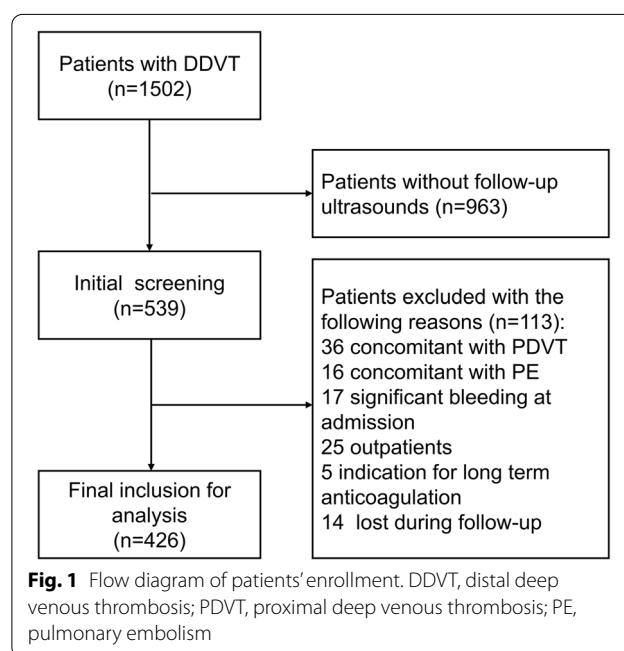 Patients with DDVT
(n=1502)
Patients without follow-up
ultrasounds (n=963)
Initial screening
(n=539)
Patients excluded with the
following reasons (n=113):
36 concomitant with PDVT
16 concomitant with PE
17 significant bleeding at
admission
25 outpatients
5 indication for long term
anticoagulation
14 lost during follow-up
Final inclusion for
analysis
(n=426)
Fig. 1 Flow diagram of patients' enrollment. DDVT, distal deep
venous thrombosis; PDVT, proximal deep venous thrombosis; PE,
pulmonary embolism